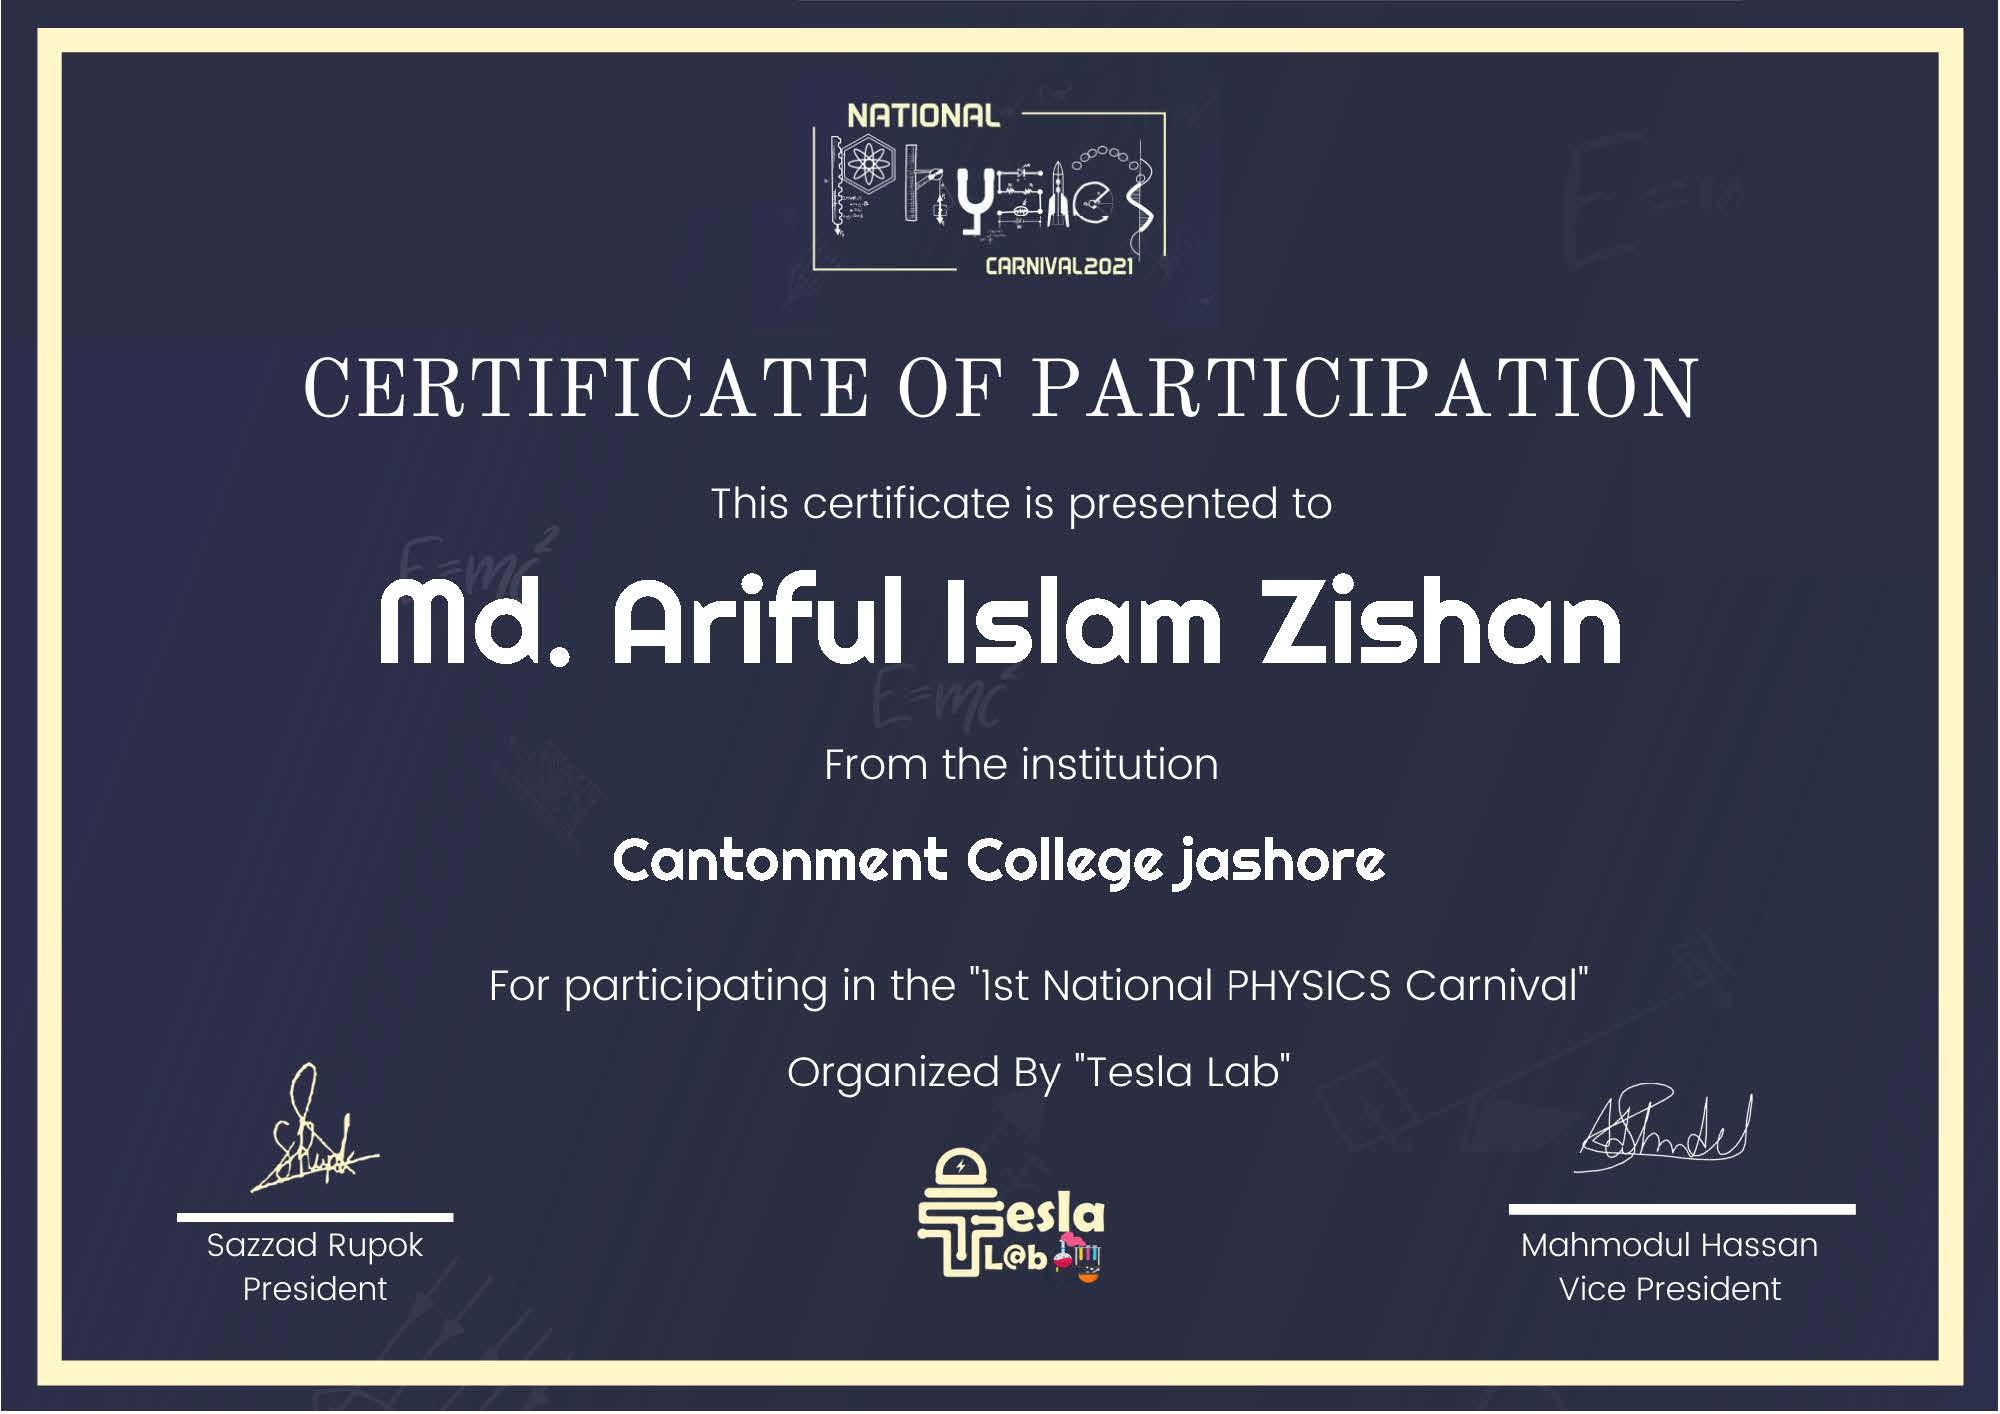 NATIONAL
Physics
CARNIVAL2021
CERTIFICATE OF PARTICIPATION
This certificate is presented to
E=mc²
Md. Ariful Islam Zishan
E=mc²
From the institution
Cantonment College jashore
For participating in the "1st National PHYSICS Carnival"
Organized By "Tesla Lab"
Tesla
L@b
Sazzad Rupok
President
Mahmodul Hassan
Vice President